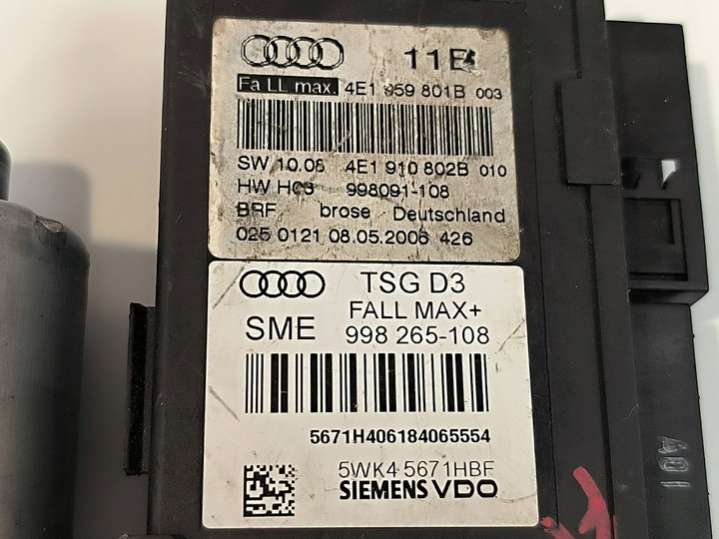 11E
Fa LL max. 4E1 959 801B 003
SW 10.06 4E1 910 802B 010
HW H03 998091-108
BRF brose Deutschland
025 0121 08.05.2006 426
TSG D3
FALL MAX+
SME 998 265-108
5671H406184065554
5WK4 5671HBF
SIEMENS VDO